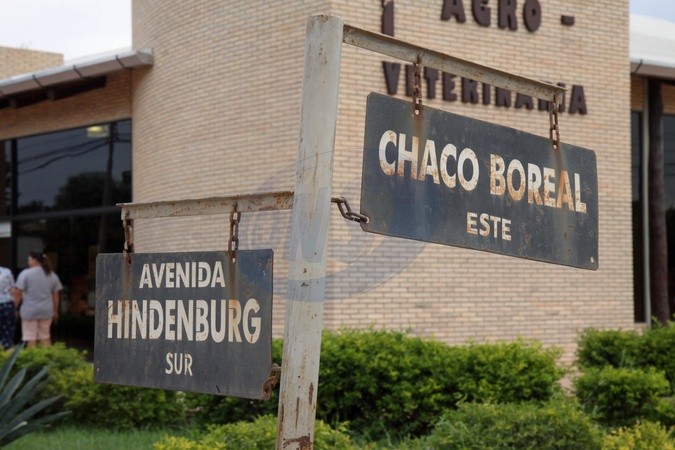 AGRO -
VETERINARIA
CHACO BOREAL
ESTE
AVENIDA
HINDENBURG
SUR